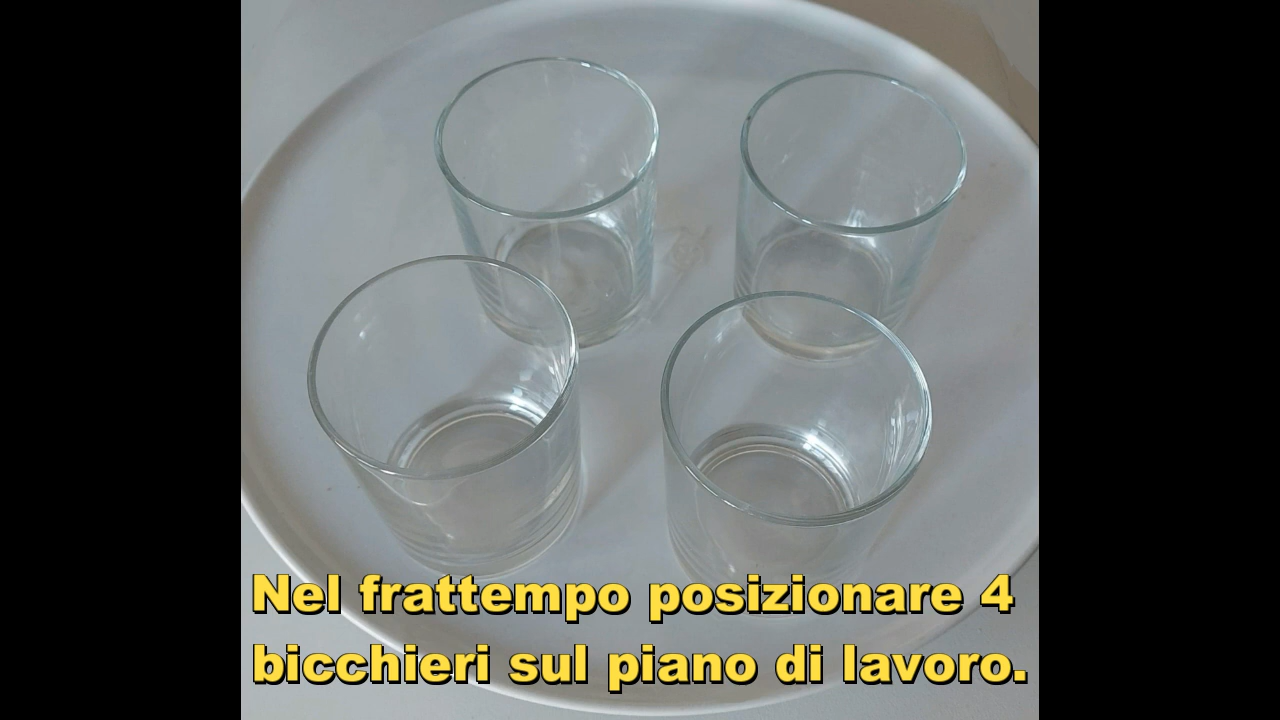 Nel frattempo posizionare 4
bicchieri sul piano di lavoro.